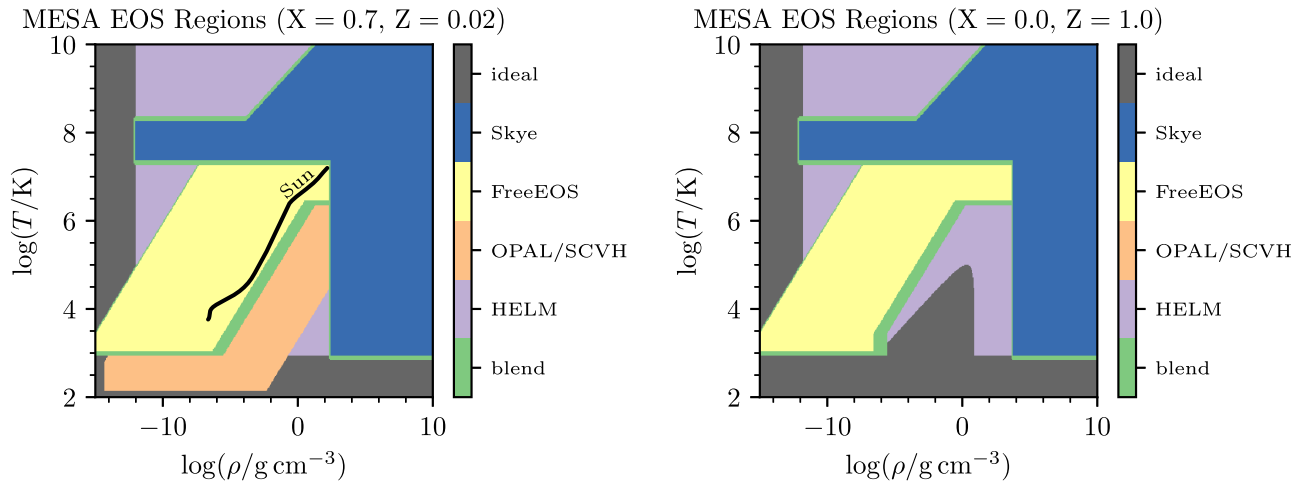 MESA EOS Regions (X = 0.7, Z = 0.02)
10
8
6
4
2
log(T/K)
−10
0
10
log(ρ/g cm⁻³)
Sun
ideal
Skye
FreeEOS
OPAL/SCVH
HELM
blend
MESA EOS Regions (X = 0.0, Z = 1.0)
10
8
6
4
2
log(T/K)
−10
0
10
log(ρ/g cm⁻³)
ideal
Skye
FreeEOS
OPAL/SCVH
HELM
blend